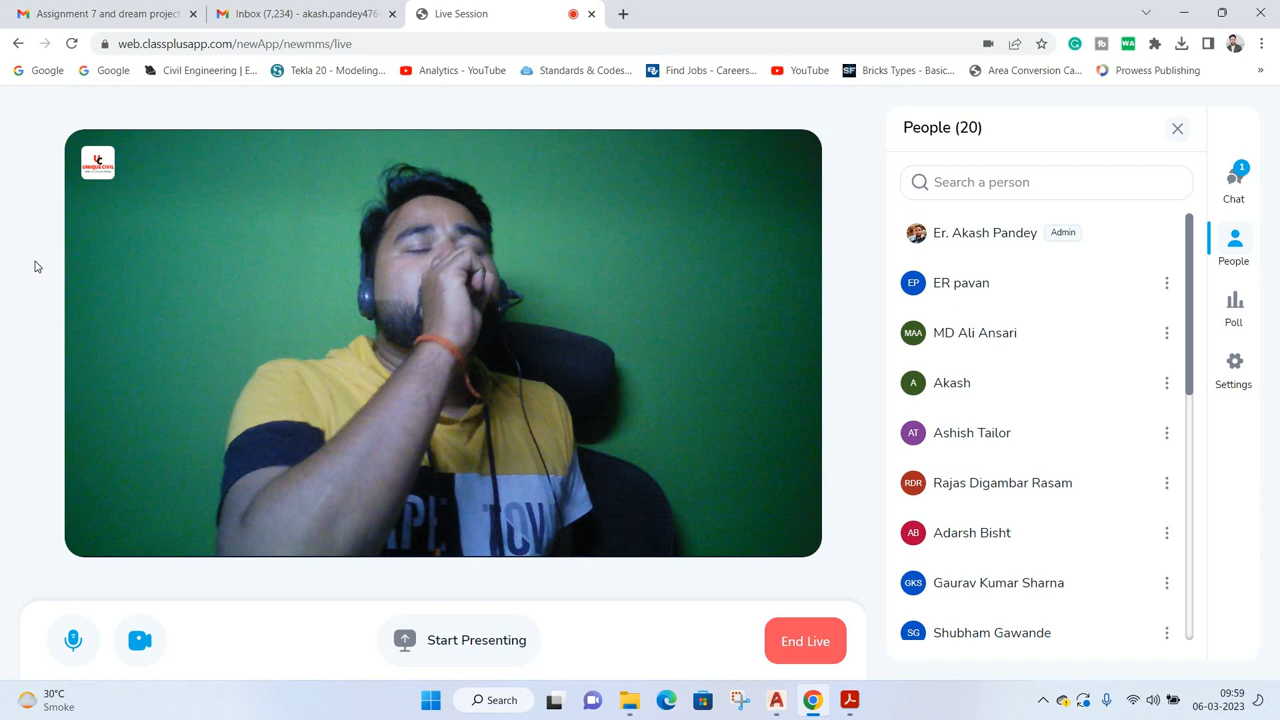 Assignment 7 and dream project
Inbox (7,234) - akash.pandey476
Live Session
web.classplusapp.com/newApp/newmms/live
Google
Google
Civil Engineering | E...
Tekla 20 - Modeling...
Analytics - YouTube
Standards & Codes...
Find Jobs - Careers...
YouTube
Bricks Types - Basic...
Area Conversion Ca...
Prowess Publishing
»
UNIQUE CIVIL
People (20)
Search a person
Er. Akash Pandey Admin
EP ER pavan
MAA MD Ali Ansari
A Akash
AT Ashish Tailor
RDR Rajas Digambar Rasam
AB Adarsh Bisht
GKS Gaurav Kumar Sharna
SG Shubham Gawande
1
Chat
People
Poll
Settings
Start Presenting
End Live
30°C
Smoke
Search
09:59
06-03-2023